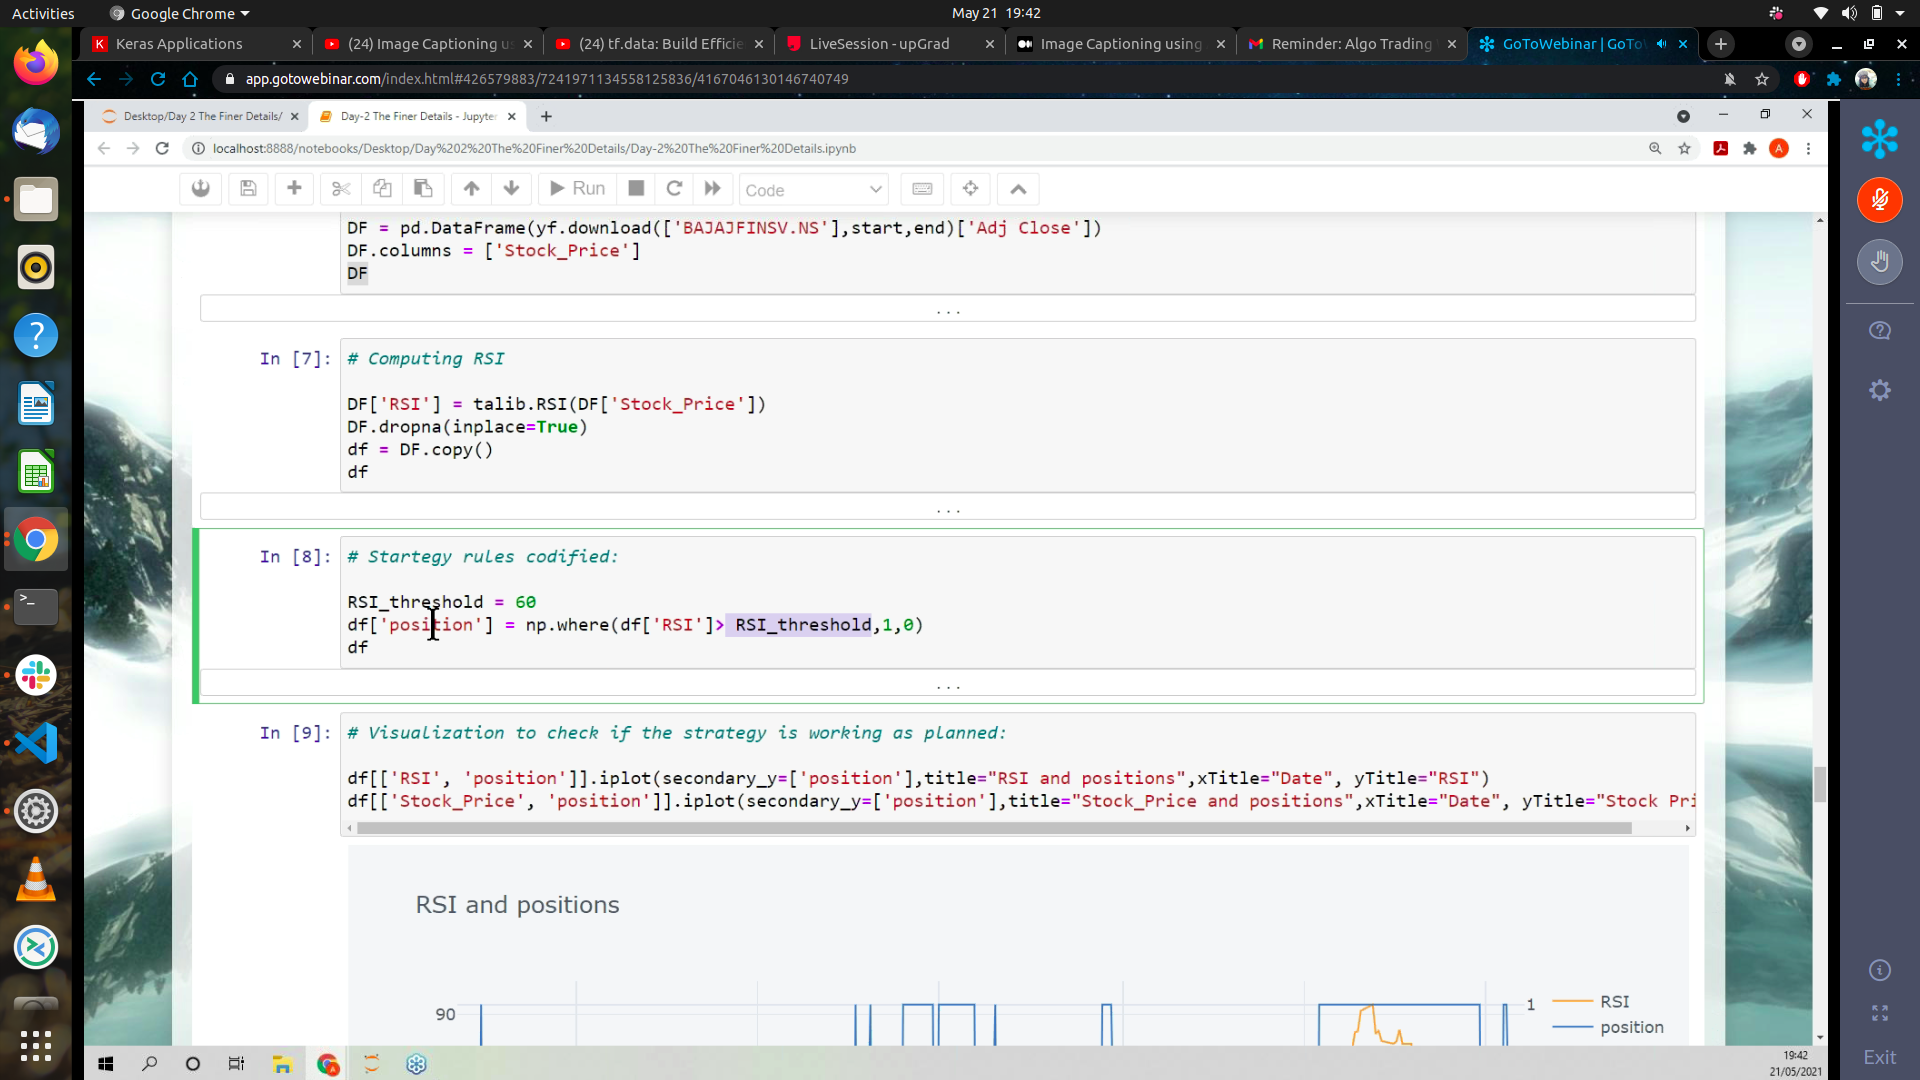 Activities
Google Chrome
May 21 19:42
Keras Applications
(24) Image Captioning us
(24) tf.data: Build Efficie
LiveSession - upGrad
Image Captioning using
Reminder: Algo Trading
GoToWebinar | GoToW
app.gotowebinar.com/index.html#426579883/7241971134558125836/4167046130146740749
Desktop/Day 2 The Finer Details/
Day-2 The Finer Details - Jupyter
localhost:8888/notebooks/Desktop/Day%202%20The%20Finer%20Details/Day-2%20The%20Finer%20Details.ipynb
Run
Code
DF = pd.DataFrame(yf.download(['BAJAJFINSV.NS'],start,end)['Adj Close'])
DF.columns = ['Stock_Price']
DF
...
In [7]:
# Computing RSI
DF['RSI'] = talib.RSI(DF['Stock_Price'])
DF.dropna(inplace=True)
df = DF.copy()
df
...
In [8]:
# Startegy rules codified:
RSI_threshold = 60
df['position'] = np.where(df['RSI']> RSI_threshold,1,0)
df
...
In [9]:
# Visualization to check if the strategy is working as planned:
df[['RSI', 'position']].iplot(secondary_y=['position'],title="RSI and positions",xTitle="Date", yTitle="RSI")
df[['Stock_Price', 'position']].iplot(secondary_y=['position'],title="Stock_Price and positions",xTitle="Date", yTitle="Stock Pri
RSI and positions
90
1
RSI
position
Exit
19:42
21/05/2021